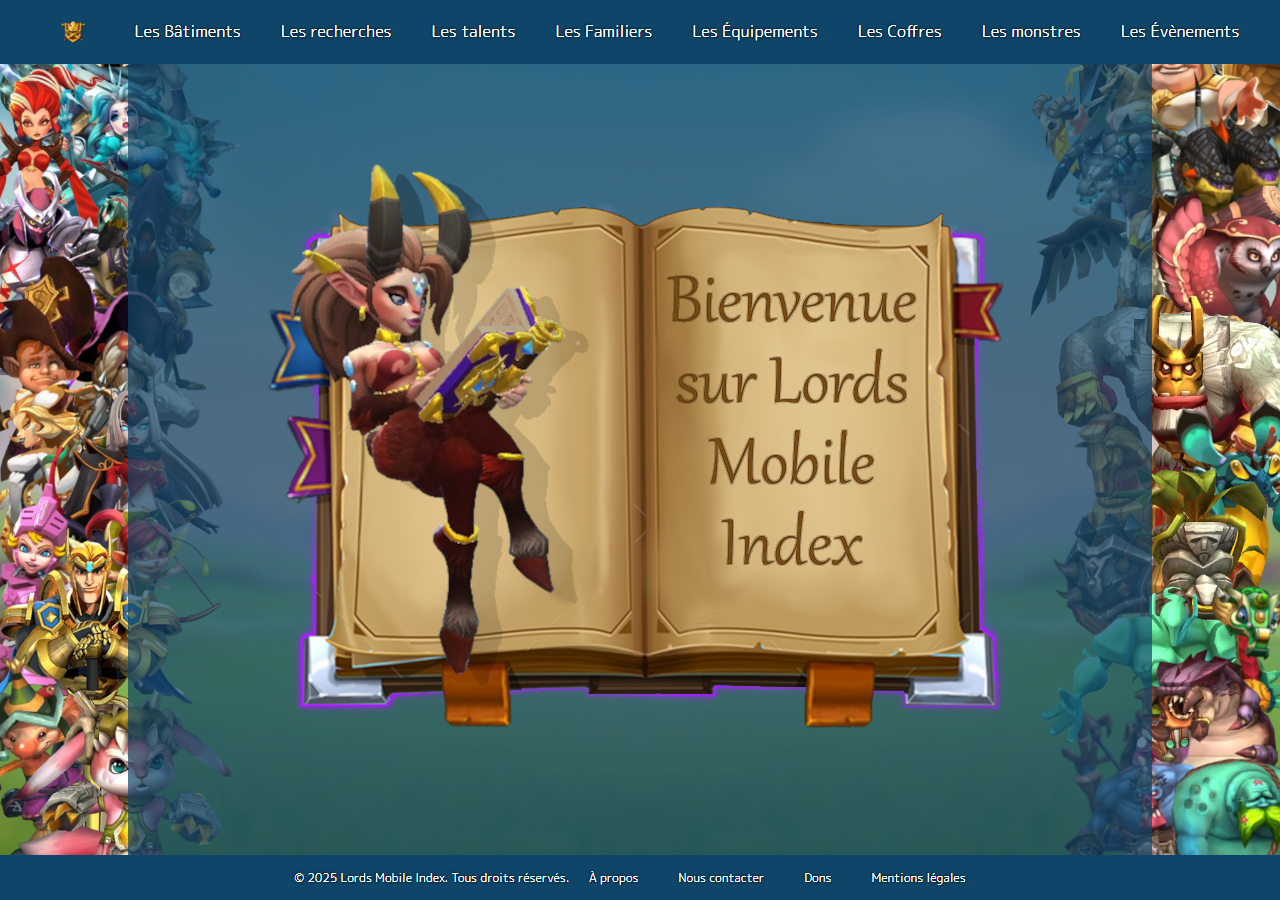 Les Bâtiments Les recherches Les talents Les Familiers Les Équipements Les Coffres Les monstres Les Évènements
Bienvenue
sur Lords
Mobile
Index
© 2025 Lords Mobile Index. Tous droits réservés. À propos Nous contacter Dons Mentions légales